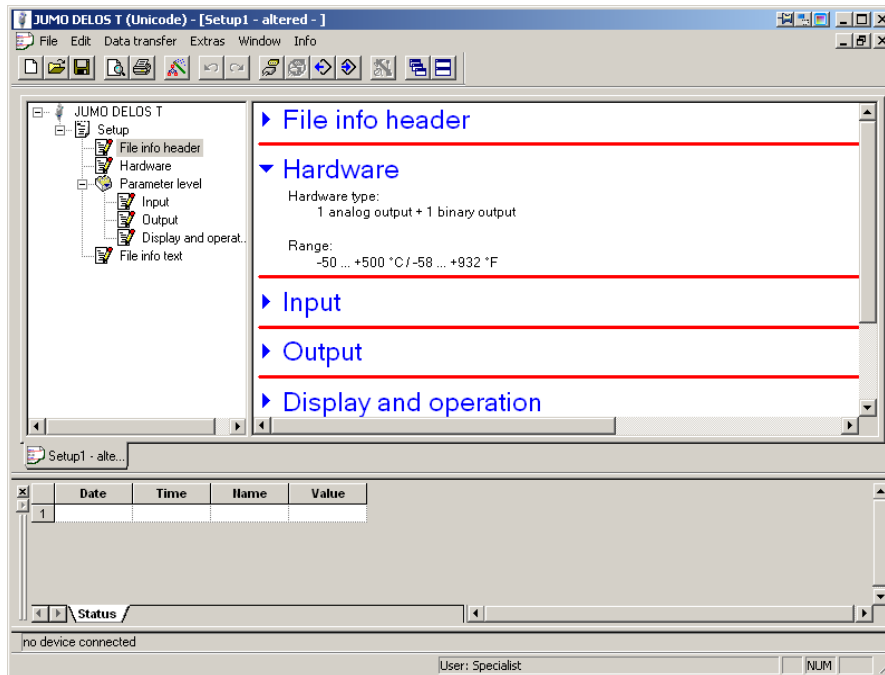 JUMO DELOS T (Unicode) - [Setup1 - altered - ]
File Edit Data transfer Extras Window Info
JUMO DELOS T
Setup
File info header
Hardware
Parameter level
Input
Output
Display and operat..
File info text
File info header
Hardware
Hardware type:
1 analog output + 1 binary output
Range:
-50 ... +500 °C / -58 ... +932 °F
Input
Output
Display and operation
Setup1 - alte...
Date Time Name Value
1
Status
no device connected
User: Specialist
NUM